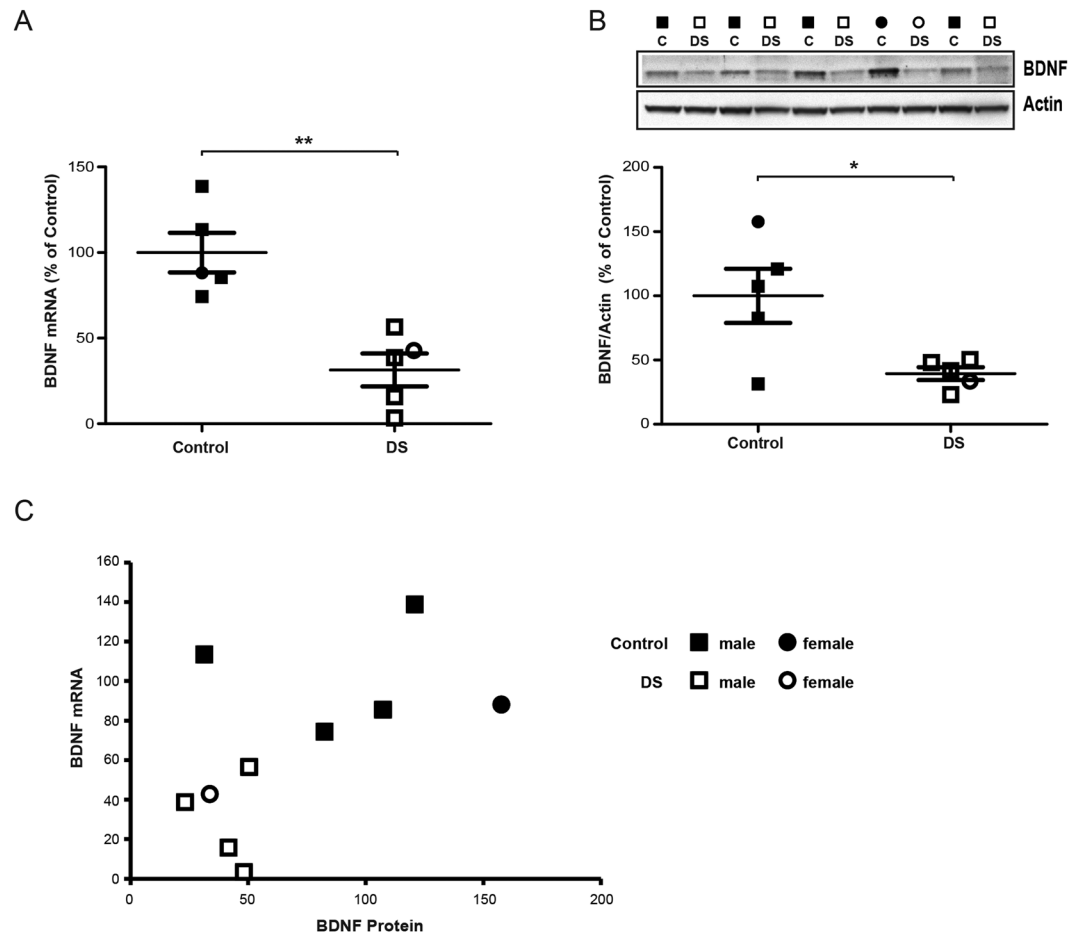 A
**
150
100
50
0
BDNF mRNA (% of Control)
Control DS
B
C DS C DS C DS C DS C DS
BDNF
Actin
*
200
150
100
50
0
BDNF/Actin (% of Control)
Control DS
C
160
140
120
100
80
60
40
20
0
BDNF mRNA
0 50 100 150 200
BDNF Protein
Control male female
DS male female